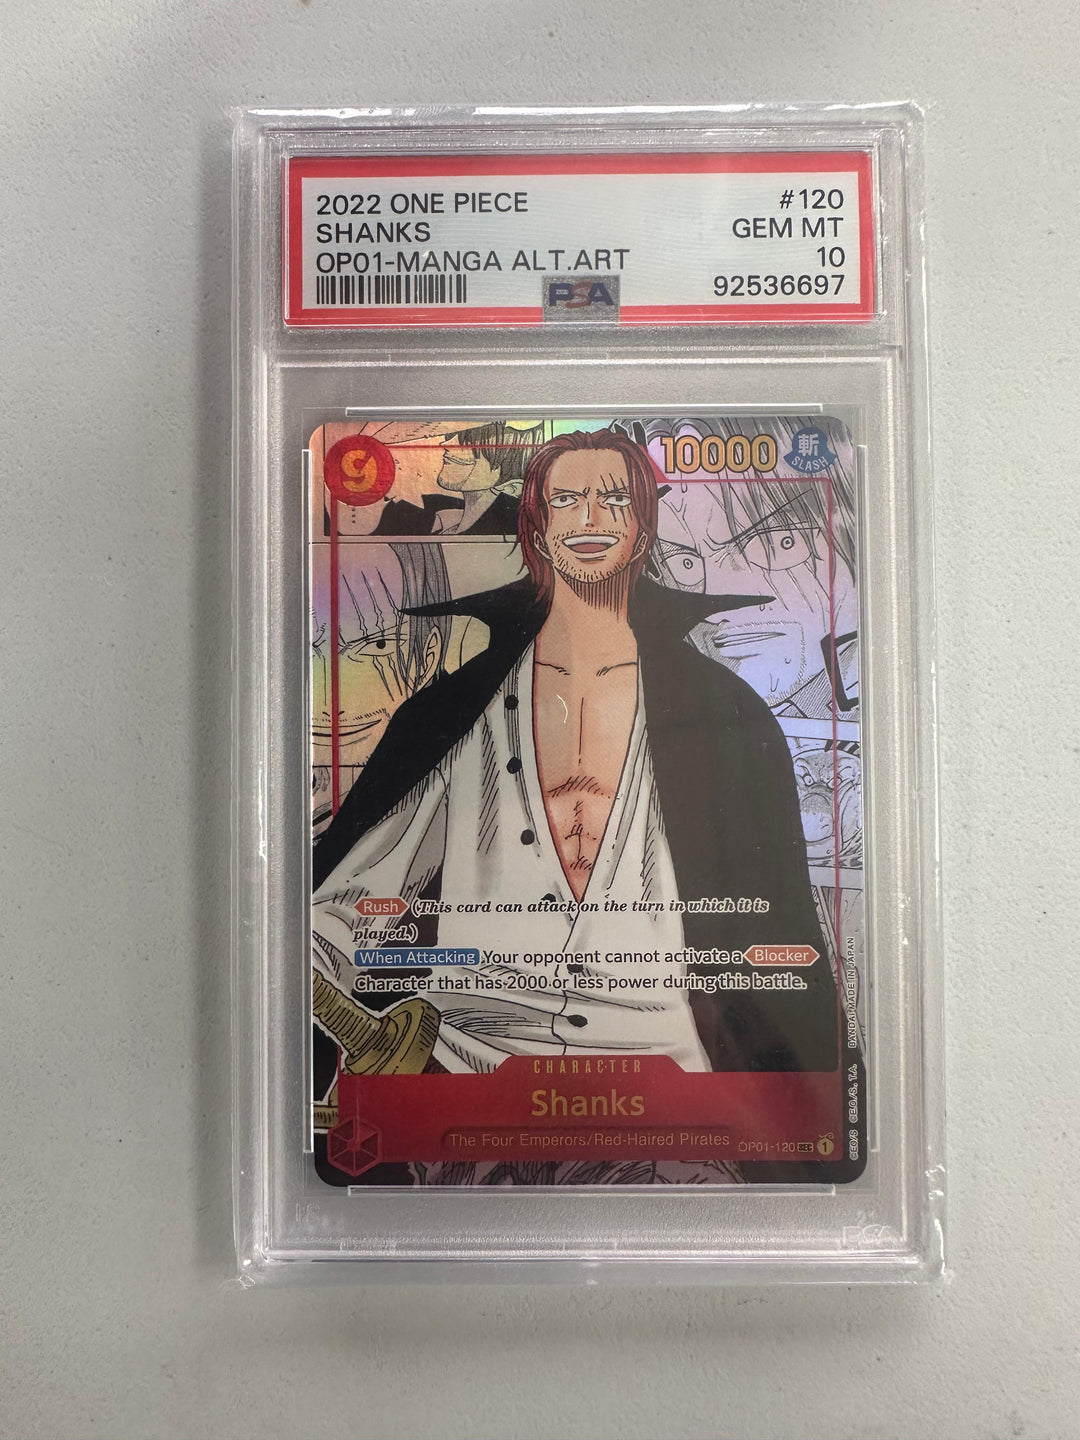 2022 ONE PIECE #120
SHANKS GEM MT
OP01-MANGA ALT.ART 10
PSA 92536697
9 10000 斬
SLASH
Rush (This card can attack on the turn in which it is
played.)
When Attacking Your opponent cannot activate a Blocker
Character that has 2000 or less power during this battle.
CHARACTER
Shanks
The Four Emperors/Red-Haired Pirates OP01-120 SEC 1
©E.O/S ©E.O./S., T.A. BANDAI MADE IN JAPAN
PSA